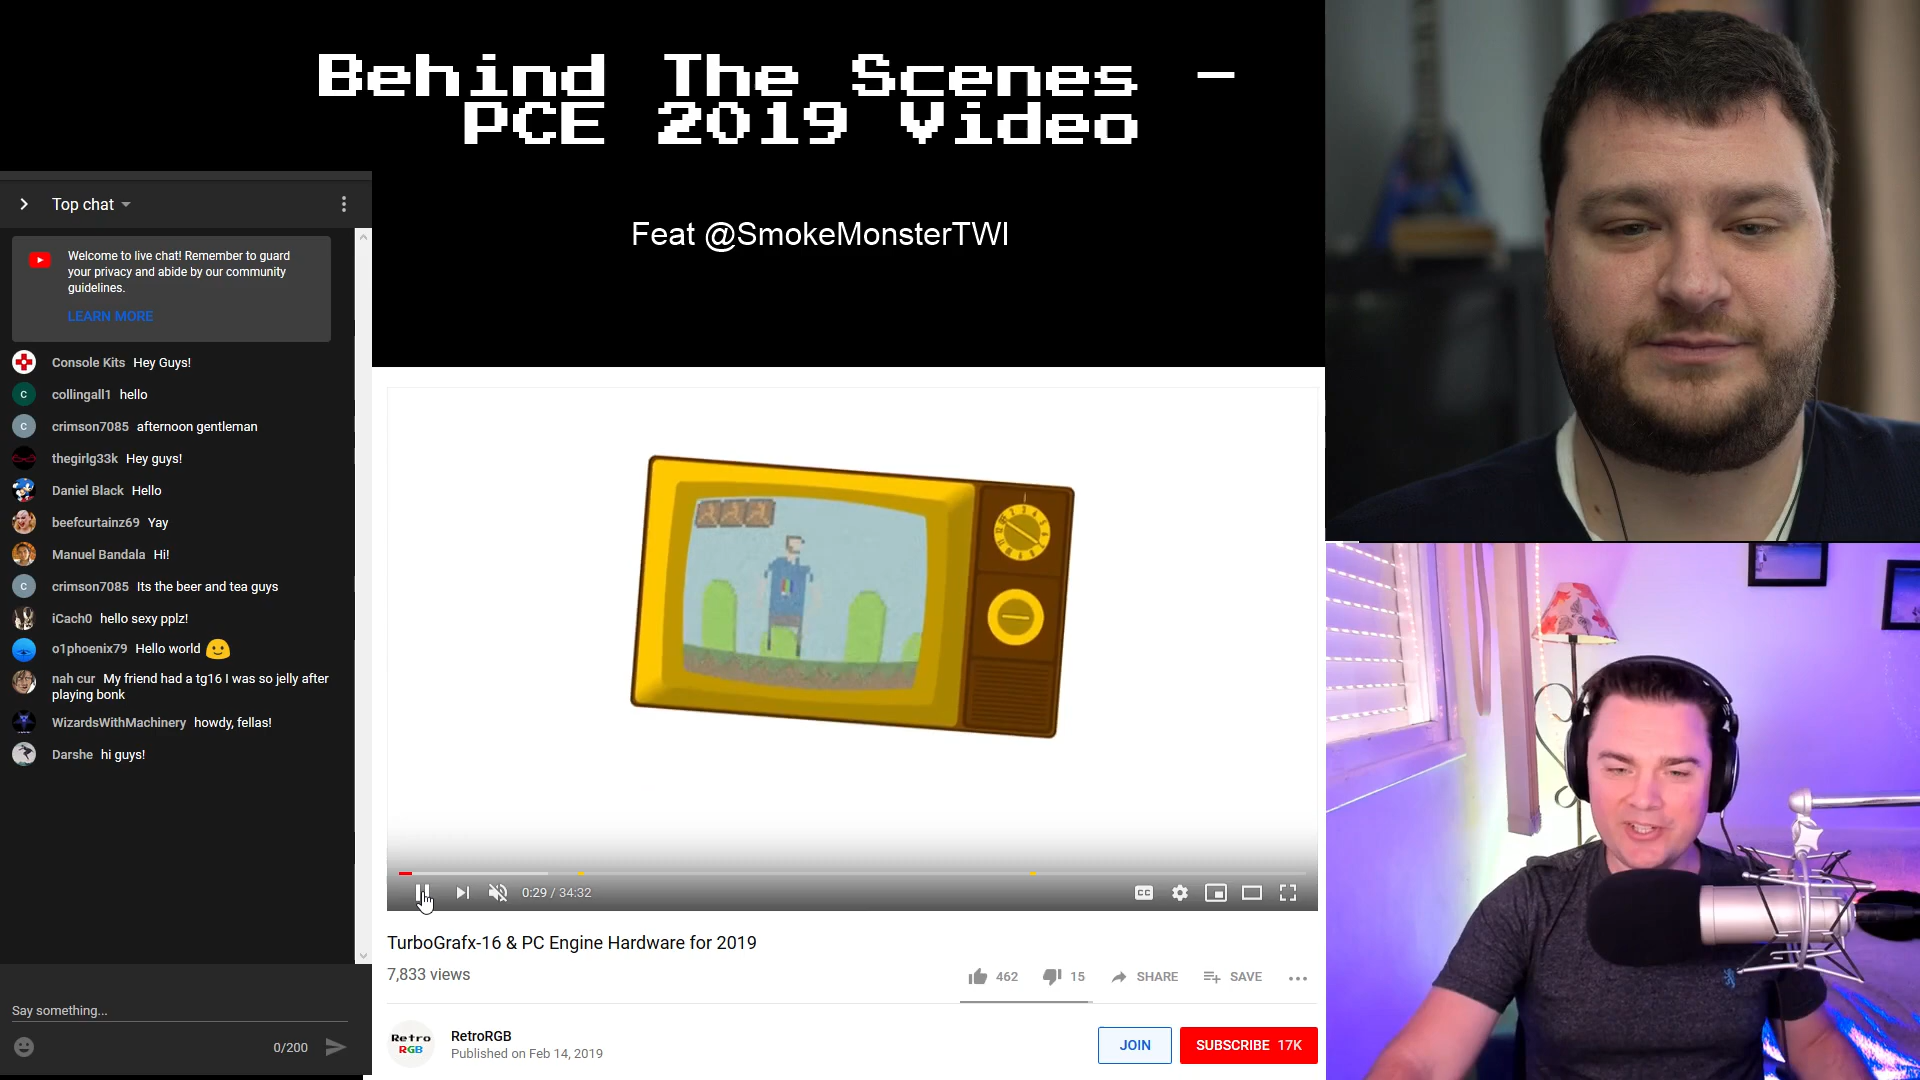 Behind The Scenes -
PCE 2019 Video
Feat @SmokeMonsterTWI
Top chat
Welcome to live chat! Remember to guard
your privacy and abide by our community
guidelines.
LEARN MORE
Console Kits Hey Guys!
C collingall1 hello
C crimson7085 afternoon gentleman
thegirlg33k Hey guys!
Daniel Black Hello
beefcurtainz69 Yay
Manuel Bandala Hi!
C crimson7085 Its the beer and tea guys
iCach0 hello sexy pplz!
o1phoenix79 Hello world
nah cur My friend had a tg16 I was so jelly after
playing bonk
WizardsWithMachinery howdy, fellas!
Darshe hi guys!
Say something...
0/200
0:29 / 34:32
CC
TurboGrafx-16 & PC Engine Hardware for 2019
7,833 views
462
15
SHARE
SAVE
Retro
RGB
RetroRGB
Published on Feb 14, 2019
JOIN
SUBSCRIBE 17K